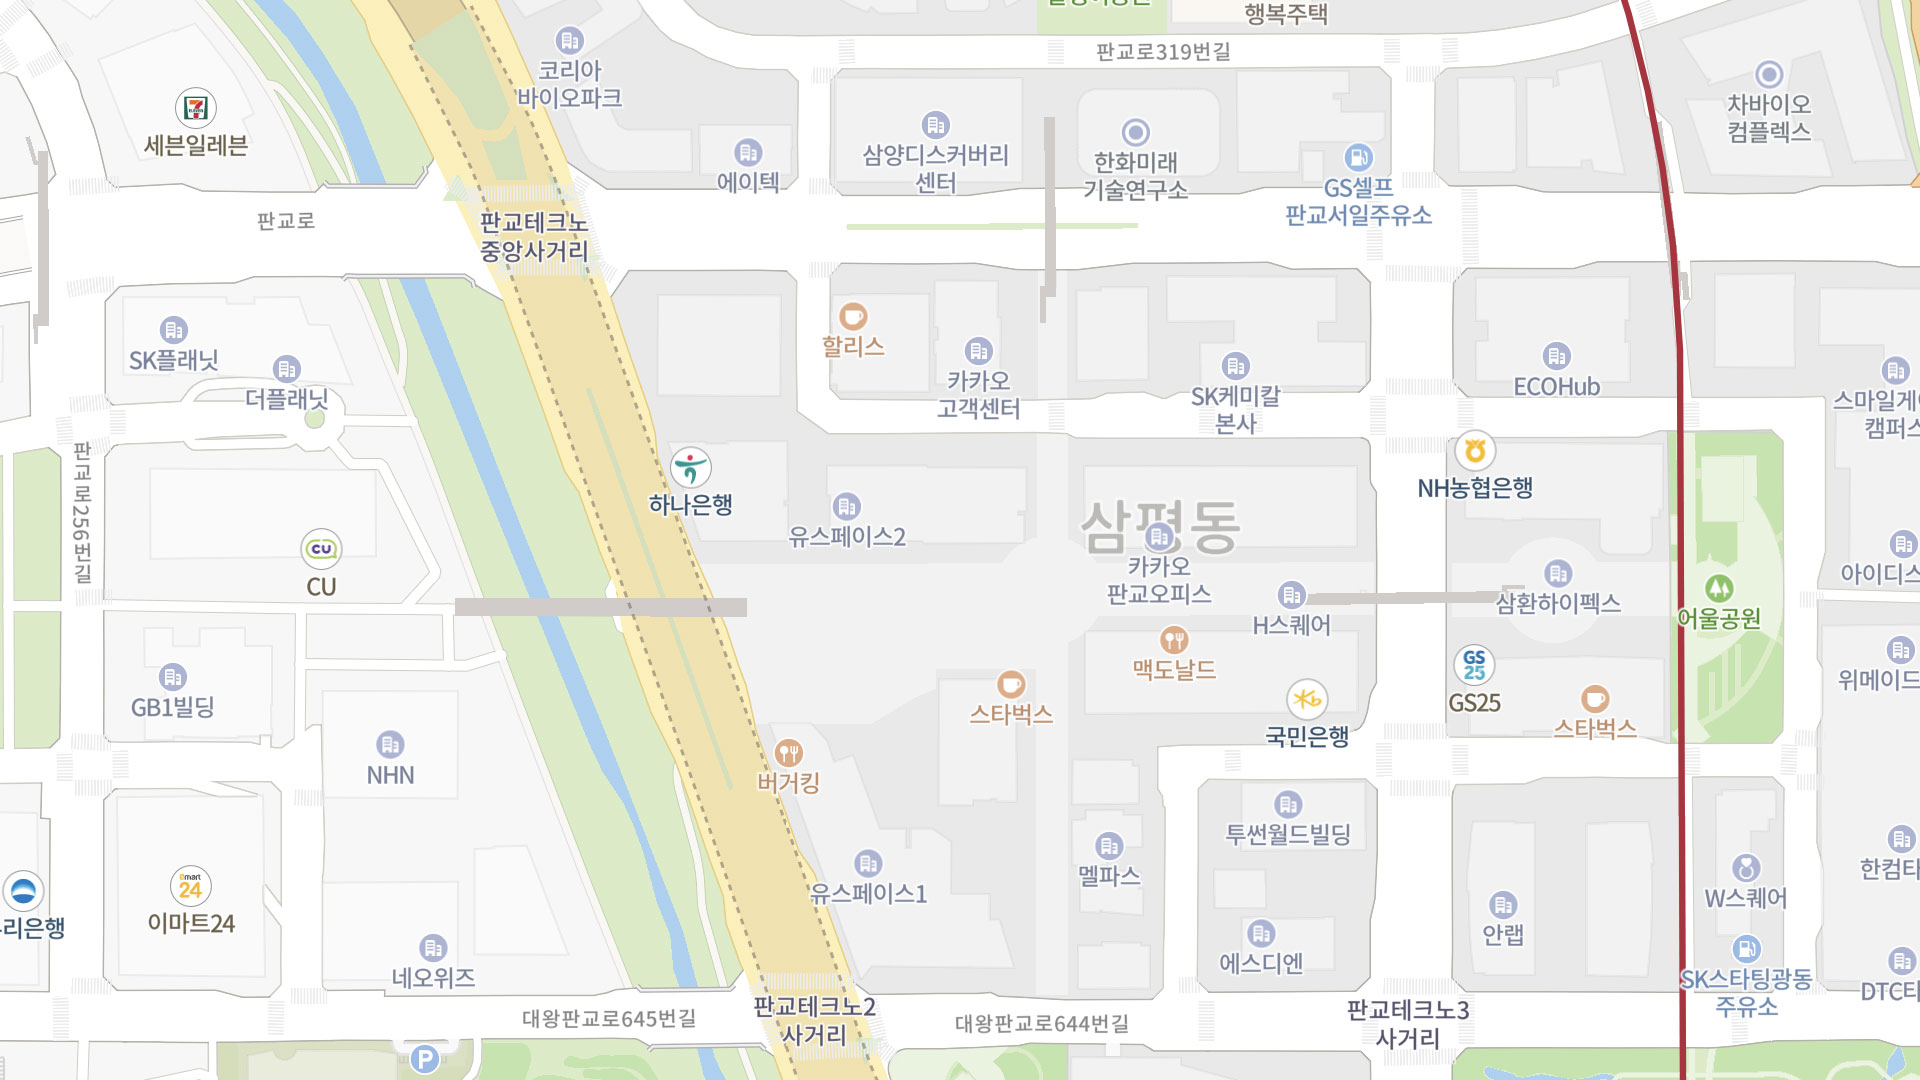 행복주택
판교로319번길
코리아
바이오파크
차바이오
컴플렉스
7
ELEVEN
세븐일레븐
에이텍
삼양디스커버리
센터
한화미래
기술연구소
GS셀프
판교서일주유소
판교로
판교테크노
중앙사거리
SK플래닛
더플래닛
할리스
카카오
고객센터
SK케미칼
본사
ECOHub
스마일게
캠퍼스
판교로256번길
하나은행
유스페이스2
삼평동
카카오
판교오피스
NH농협은행
CU
CU
H스퀘어
삼환하이펙스
어울공원
아이디스
GB1빌딩
맥도날드
GS
25
GS25
위메이드
스타벅스
국민은행
스타벅스
NHN
버거킹
투썬월드빌딩
멜파스
유스페이스1
안랩
W스퀘어
한컴타
emart
24
이마트24
리은행
네오위즈
에스디엔
SK스타팅광동
주유소
DTC타
대왕판교로645번길
판교테크노2
사거리
대왕판교로644번길
판교테크노3
사거리
P